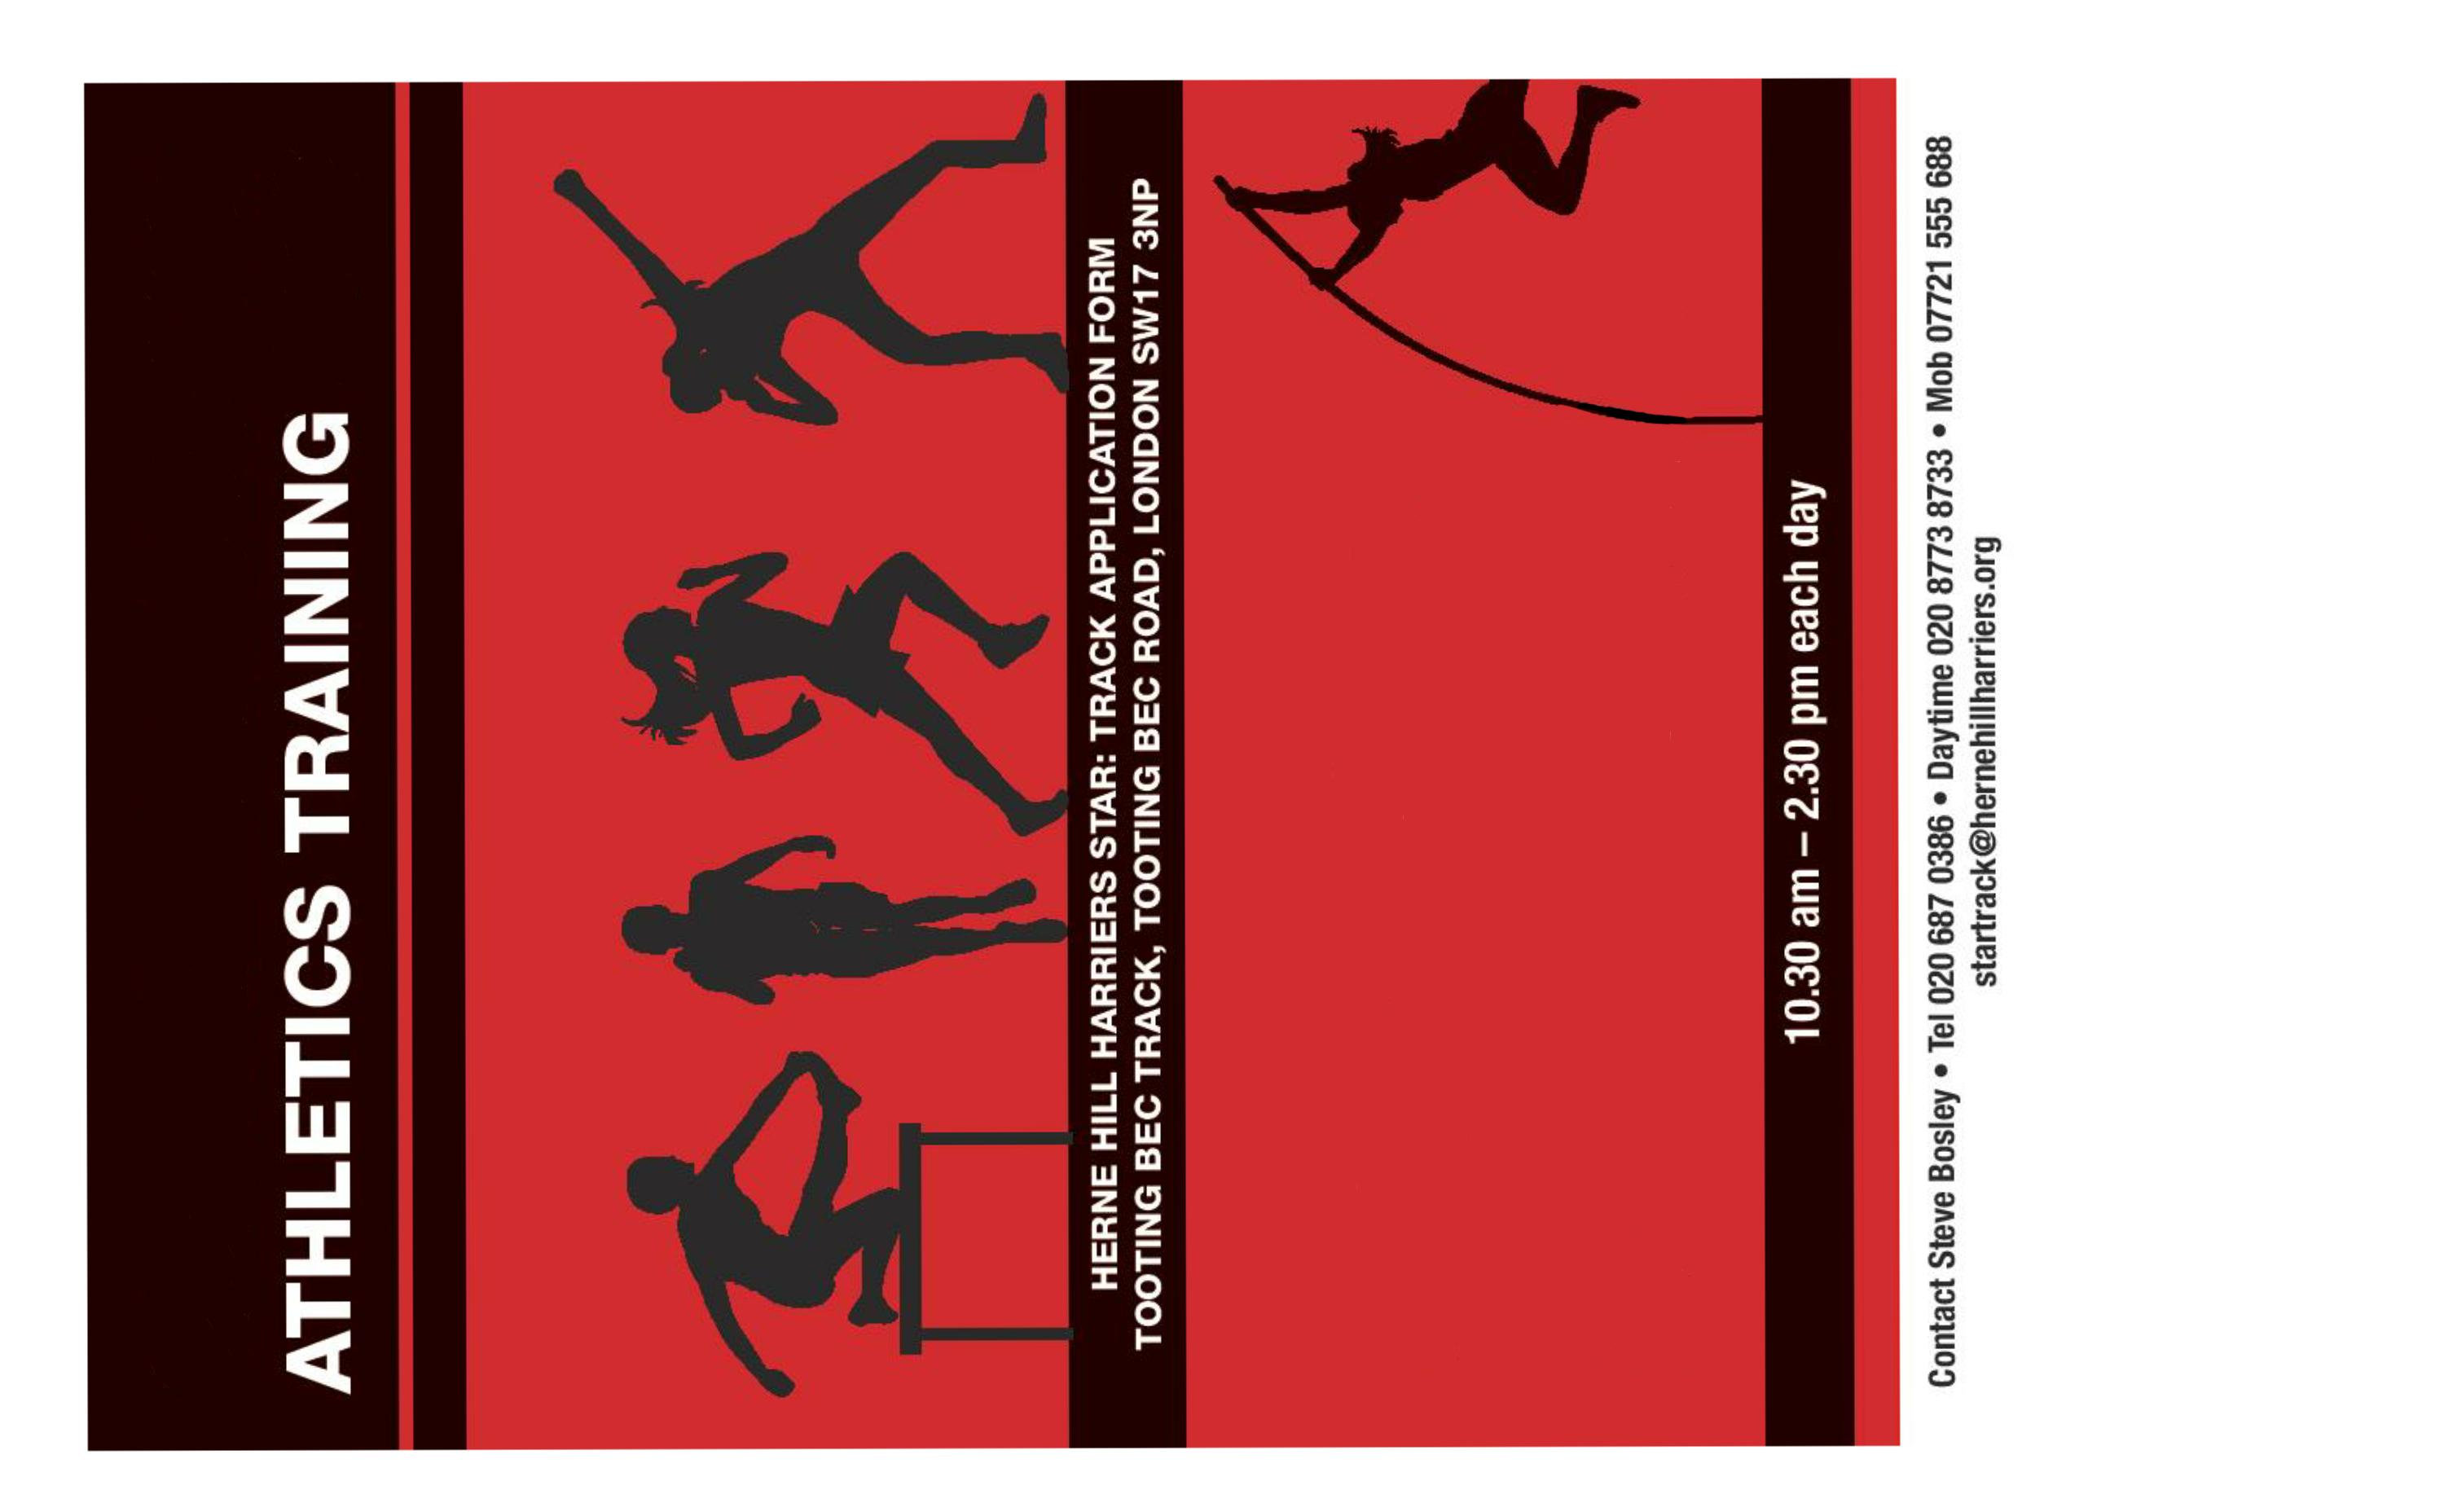 ATHLETICS TRAINING
HERNE HILL HARRIERS STAR: TRACK APPLICATION FORM
TOOTING BEC TRACK, TOOTING BEC ROAD, LONDON SW17 3NP
10.30 am – 2.30 pm each day
Contact Steve Bosley • Tel 020 687 0386 • Daytime 020 8773 8733 • Mob 07721 555 688
startrack@hernehillharriers.org